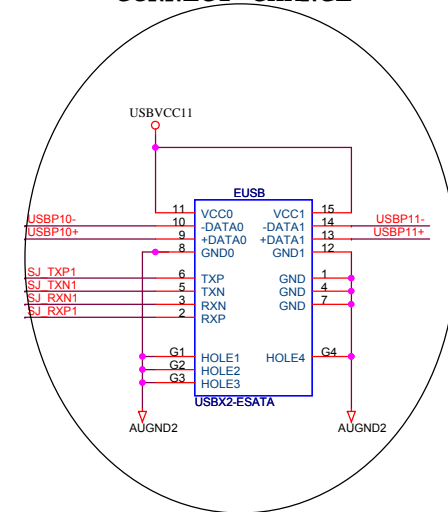 USBVCC11
EUSB
11 VCC0 VCC1 15
USBP10- 10 -DATA0 -DATA1 14 USBP11-
USBP10+ 9 +DATA0 +DATA1 13 USBP11+
8 GND0 GND1 12
SJ_TXP1 6 TXP GND 1
SJ_TXN1 5 TXN GND 4
SJ_RXN1 3 RXN GND 7
SJ_RXP1 2 RXP
G1 HOLE1 HOLE4 G4
G2 HOLE2
G3 HOLE3
USBX2-ESATA
AUGND2 AUGND2